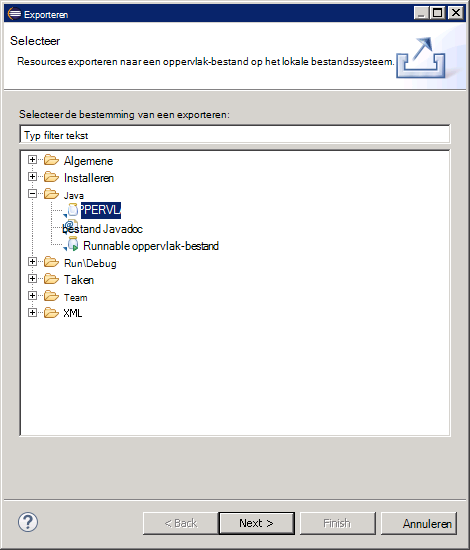 Exporteren
Selecteer
Resources exporteren naar een oppervlak-bestand op het lokale bestandssysteem.
Selecteer de bestemming van een exporteren:
Typ filter tekst
Algemene
Installeren
Java
OPPERVLA
bestand Javadoc
Runnable oppervlak-bestand
Run\Debug
Taken
Team
XML
< Back
Next >
Finish
Annuleren